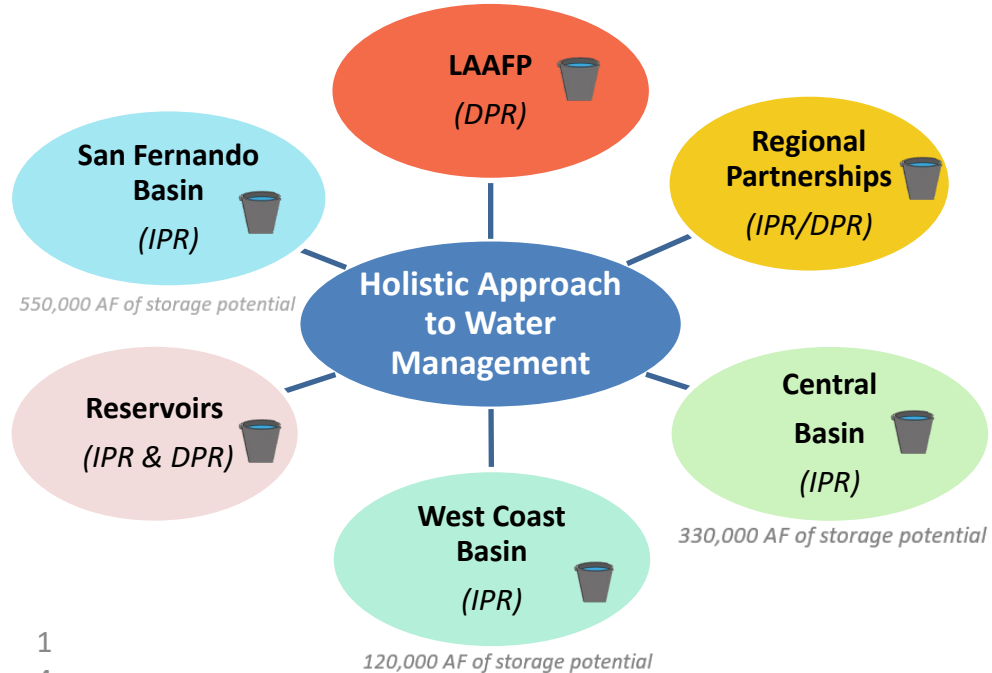 LAAFP
(DPR)
San Fernando
Basin
(IPR)
550,000 AF of storage potential
Regional
Partnerships
(IPR/DPR)
Holistic Approach
to Water
Management
Reservoirs
(IPR & DPR)
Central
Basin
(IPR)
330,000 AF of storage potential
West Coast
Basin
(IPR)
120,000 AF of storage potential
1